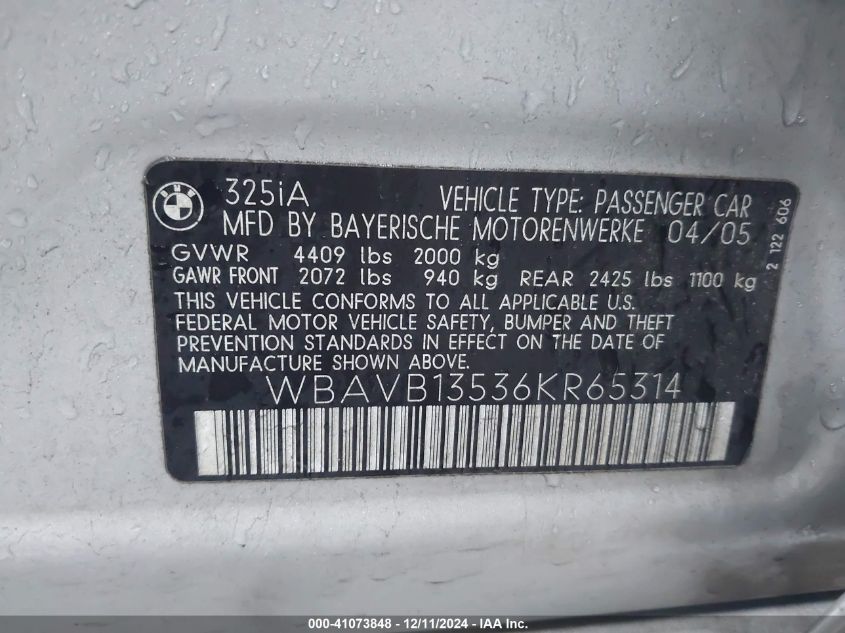 BMW
325iA VEHICLE TYPE: PASSENGER CAR
MFD BY BAYERISCHE MOTORENWERKE 04/05
GVWR 4409 lbs 2000 kg
GAWR FRONT 2072 lbs 940 kg REAR 2425 lbs 1100 kg
THIS VEHICLE CONFORMS TO ALL APPLICABLE U.S.
FEDERAL MOTOR VEHICLE SAFETY, BUMPER AND THEFT
PREVENTION STANDARDS IN EFFECT ON THE DATE OF
MANUFACTURE SHOWN ABOVE.
WBAVB13536KR65314
2 122 606
000-41073848 - 12/11/2024 - IAA Inc.